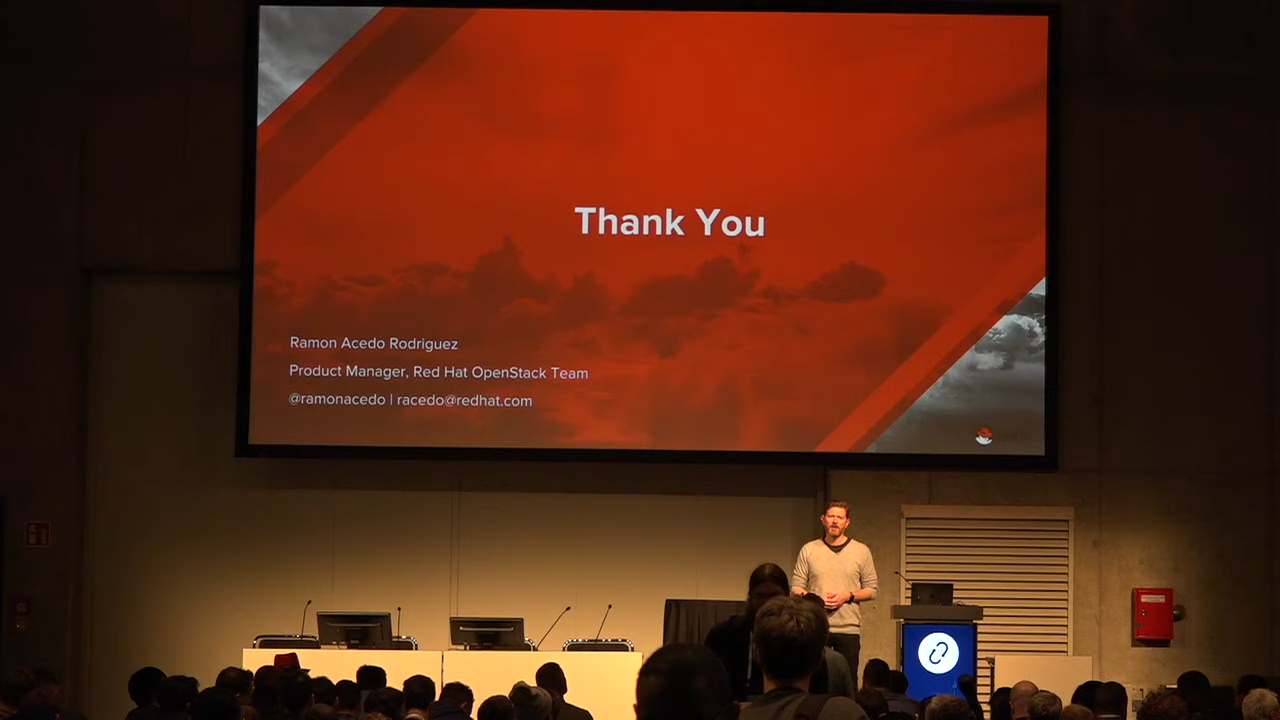 Thank You
Ramon Acedo Rodriguez
Product Manager, Red Hat OpenStack Team
@ramonacedo | racedo@redhat.com